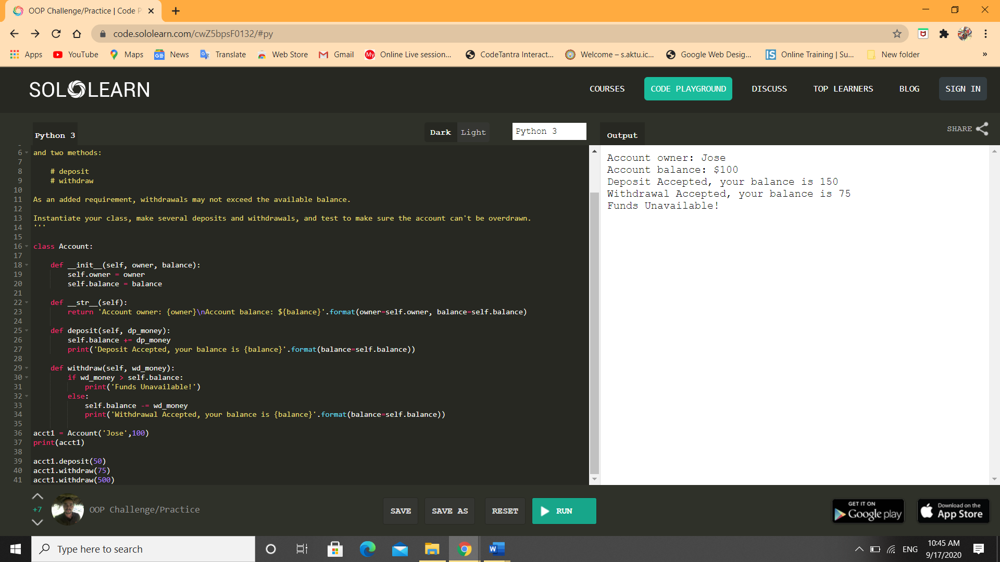 OOP Challenge/Practice | Code P
code.sololearn.com/cwZ5bpsF0132/#py
Apps YouTube Maps News Translate Web Store Gmail Online Live session... CodeTantra Interact... Welcome – s.aktu.ic... Google Web Desig... Online Training | Su... New folder »
SOLOLEARN
COURSES CODE PLAYGROUND DISCUSS TOP LEARNERS BLOG SIGN IN
Python 3 Dark Light Python 3 Output SHARE
6 and two methods:
7
8 # deposit
9 # withdraw
10
11 As an added requirement, withdrawals may not exceed the available balance.
12
13 Instantiate your class, make several deposits and withdrawals, and test to make sure the account can't be overdrawn.
14 '''
15
16 class Account:
17
18 def __init__(self, owner, balance):
19 self.owner = owner
20 self.balance = balance
21
22 def __str__(self):
23 return 'Account owner: {owner}\nAccount balance: ${balance}'.format(owner=self.owner, balance=self.balance)
24
25 def deposit(self, dp_money):
26 self.balance += dp_money
27 print('Deposit Accepted, your balance is {balance}'.format(balance=self.balance))
28
29 def withdraw(self, wd_money):
30 if wd_money > self.balance:
31 print('Funds Unavailable!')
32 else:
33 self.balance -= wd_money
34 print('Withdrawal Accepted, your balance is {balance}'.format(balance=self.balance))
35
36 acct1 = Account('Jose',100)
37 print(acct1)
38
39 acct1.deposit(50)
40 acct1.withdraw(75)
41 acct1.withdraw(500)
Account owner: Jose
Account balance: $100
Deposit Accepted, your balance is 150
Withdrawal Accepted, your balance is 75
Funds Unavailable!
+7 OOP Challenge/Practice
SAVE SAVE AS RESET RUN
GET IT ON
Google play
Download on the
App Store
Type here to search
ENG
10:45 AM
9/17/2020